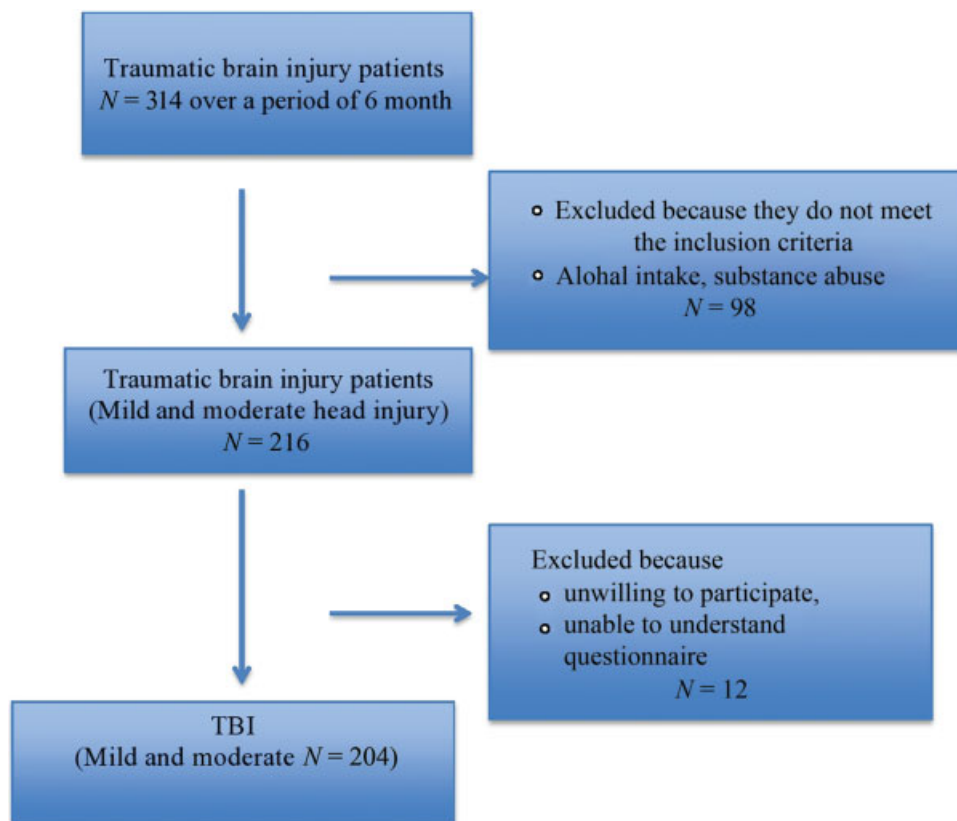 Traumatic brain injury patients
N = 314 over a period of 6 month
Excluded because they do not meet
the inclusion criteria
Alohal intake, substance abuse
N = 98
Traumatic brain injury patients
(Mild and moderate head injury)
N = 216
Excluded because
unwilling to participate,
unable to understand
questionnaire
N = 12
TBI
(Mild and moderate N = 204)